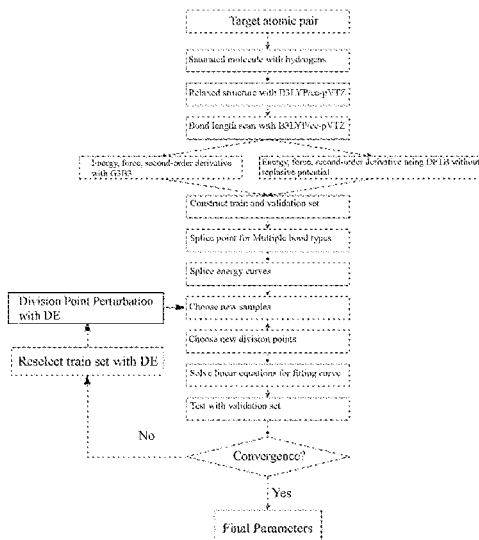 Target atomic pair
Saturated molecule with hydrogens
Relaxed structure with B3LYP/cc-pVTZ
Bond length scan with B3LYP/cc-pVTZ
Energy, force, second-order derivative
with G3B3
Energy, force, second-order derivative using DFTB without
repulsive potential
Construct train and validation set
Splice point for Multiple bond types
Splice energy curves
Division Point Perturbation
with DE
Choose new samples
Choose new division points
Reselect train set with DE
Solve linear equations for fitting curve
Test with validation set
No
Convergence?
Yes
Final Parameters